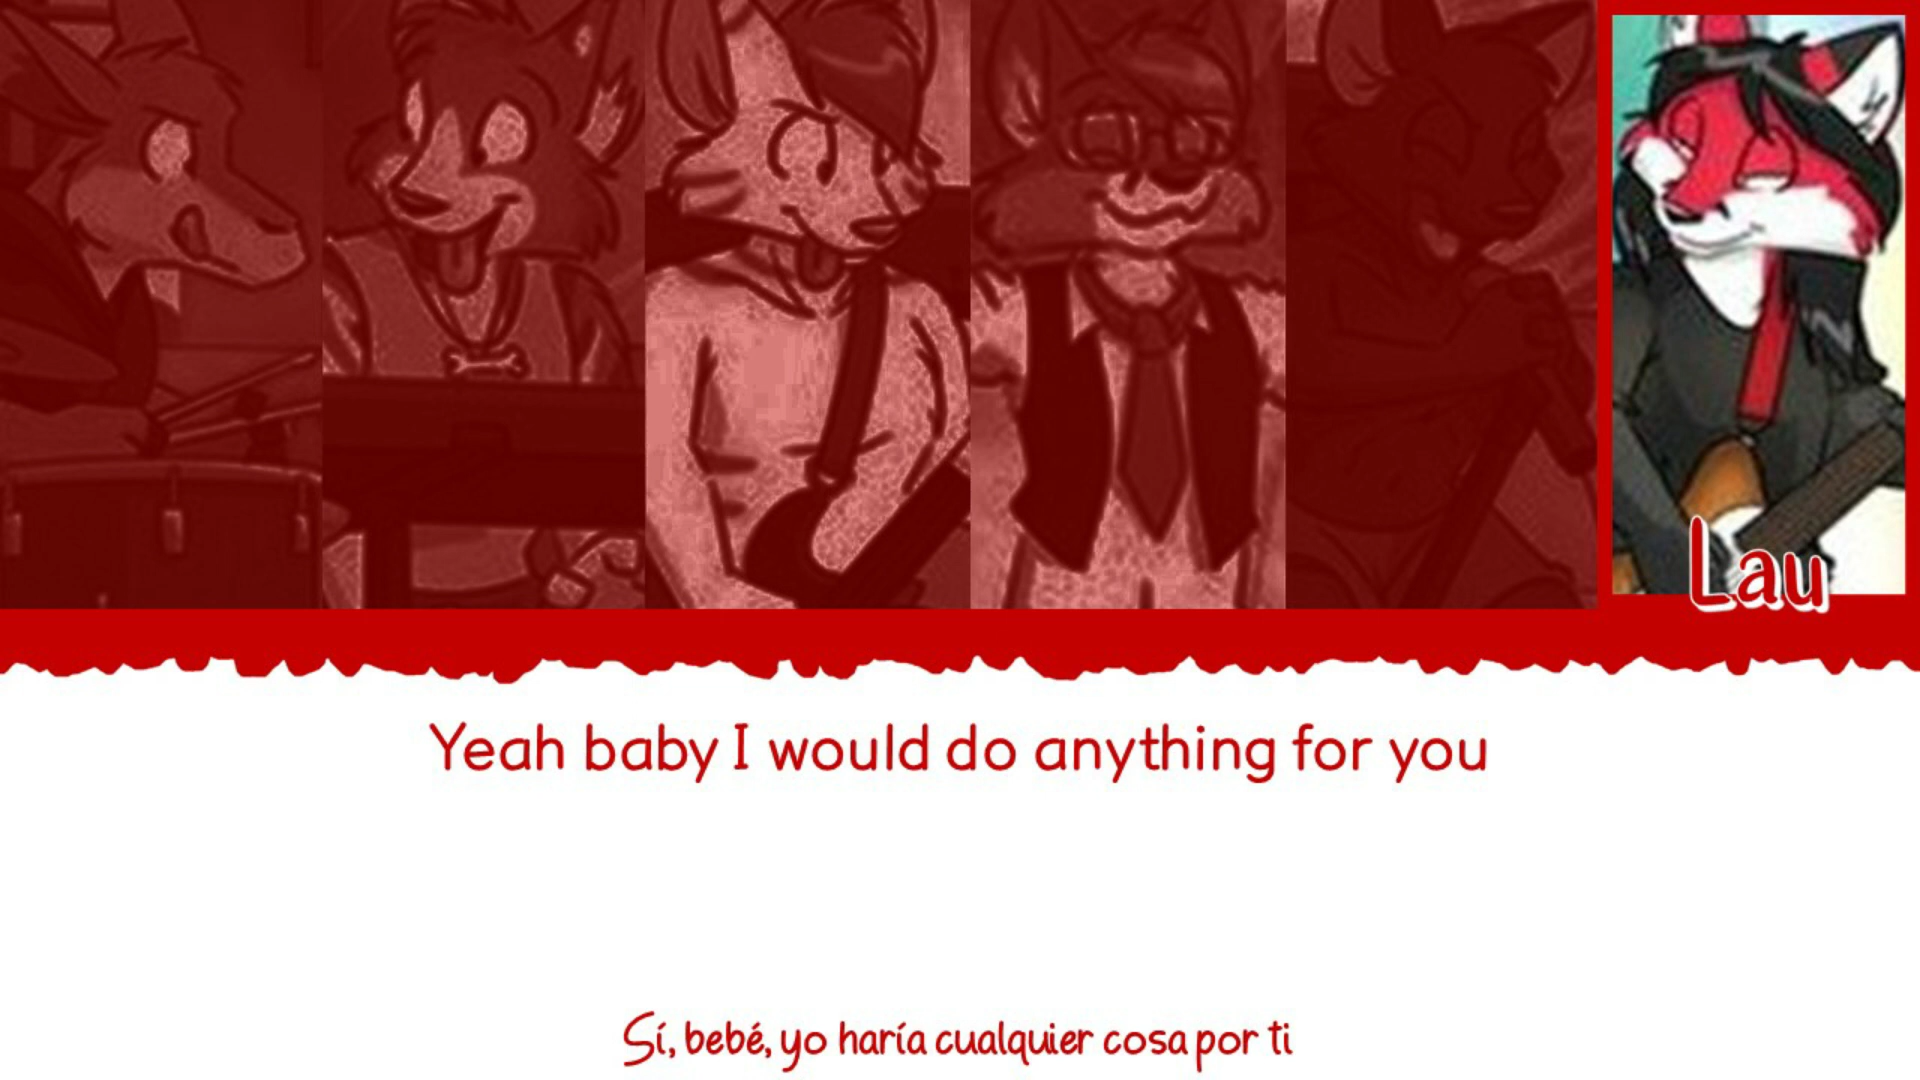 Lau
Yeah baby I would do anything for you
Sí, bebé, yo haría cualquier cosa por ti